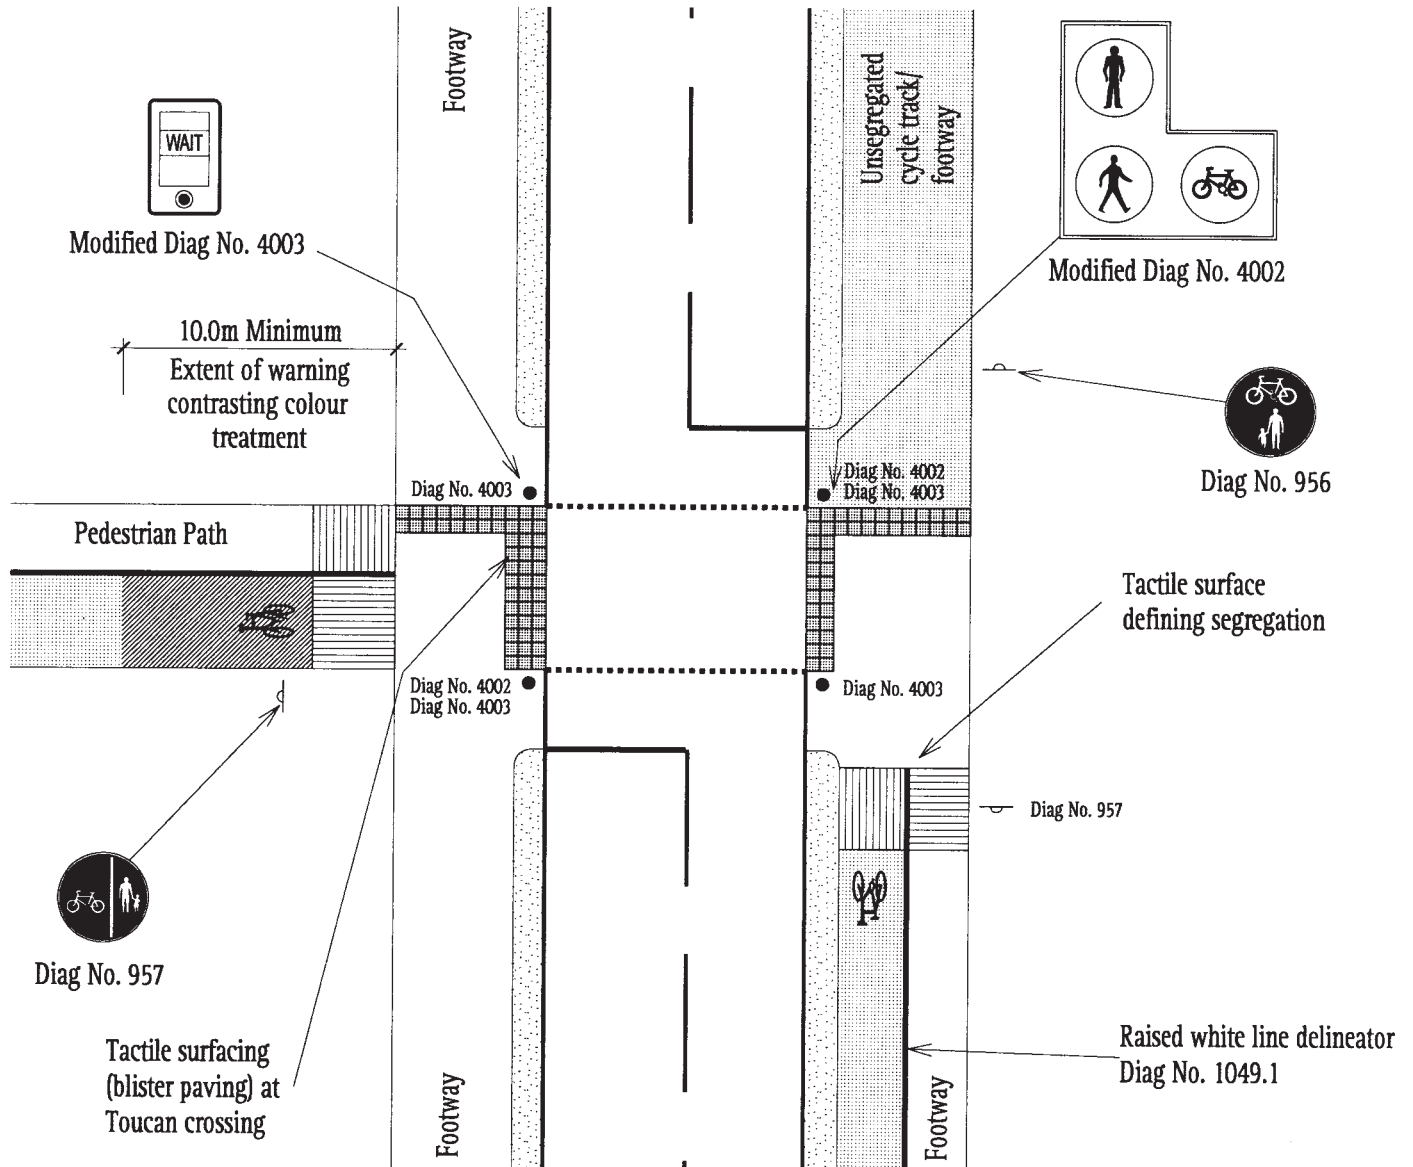 Footway
Unsegregated
cycle track/
footway
WAIT
Modified Diag No. 4003
Modified Diag No. 4002
10.0m Minimum
Extent of warning
contrasting colour
treatment
Diag No. 956
Diag No. 4003
Diag No. 4002
Diag No. 4003
Pedestrian Path
Tactile surface
defining segregation
Diag No. 4002
Diag No. 4003
Diag No. 4003
Diag No. 957
Diag No. 957
Tactile surfacing
(blister paving) at
Toucan crossing
Raised white line delineator
Diag No. 1049.1
Footway
Footway